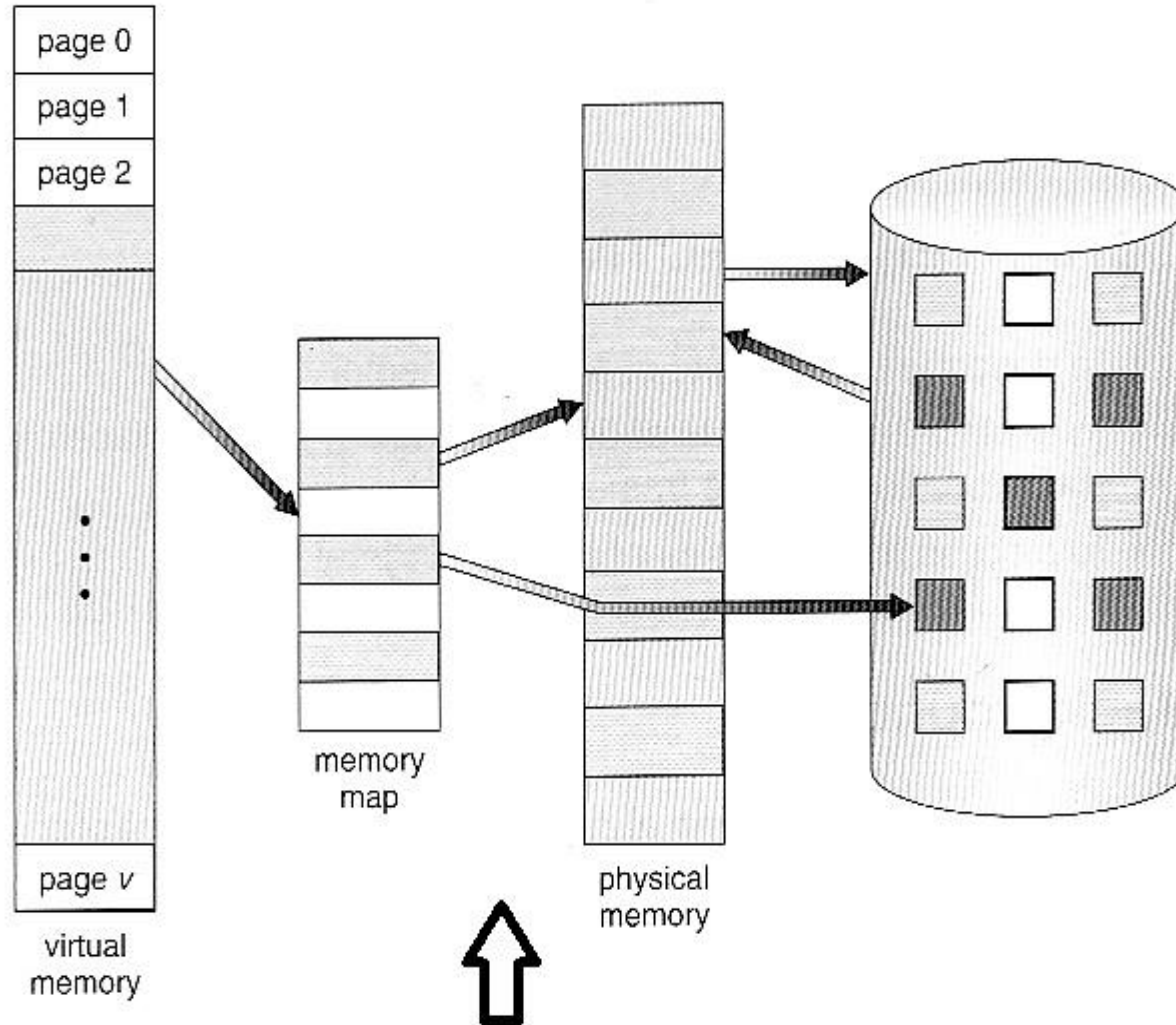 page 0
page 1
page 2
page v
virtual
memory
memory
map
physical
memory